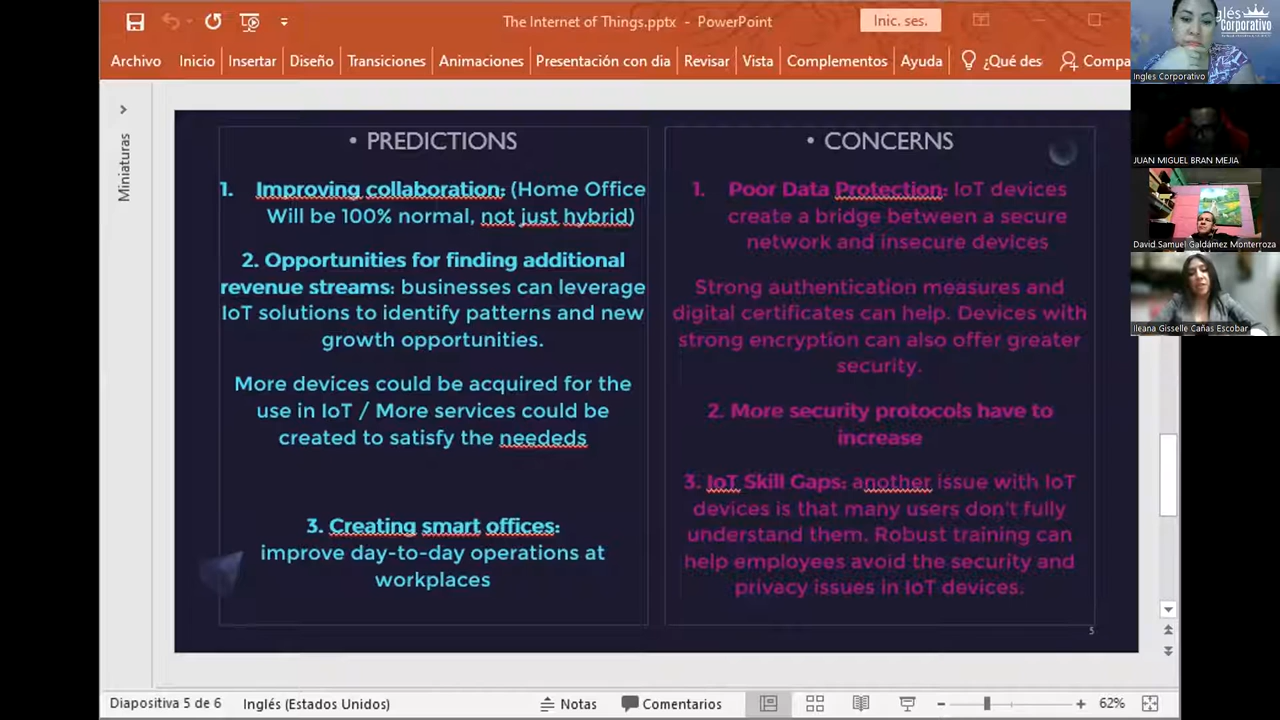 The Internet of Things.pptx - PowerPoint
Inic. ses.
Archivo Inicio Insertar Diseño Transiciones Animaciones Presentación con dia Revisar Vista Complementos Ayuda ¿Qué des Compa
Miniaturas
• PREDICTIONS
1. Improving collaboration: (Home Office
Will be 100% normal, not just hybrid)
2. Opportunities for finding additional
revenue streams: businesses can leverage
IoT solutions to identify patterns and new
growth opportunities.
More devices could be acquired for the
use in IoT / More services could be
created to satisfy the neededs
3. Creating smart offices:
improve day-to-day operations at
workplaces
• CONCERNS
1. Poor Data Protection: IoT devices
create a bridge between a secure
network and insecure devices
Strong authentication measures and
digital certificates can help. Devices with
strong encryption can also offer greater
security.
2. More security protocols have to
increase
3. IoT Skill Gaps: another issue with IoT
devices is that many users don't fully
understand them. Robust training can
help employees avoid the security and
privacy issues in IoT devices.
5
glés
Corporativo
Ingles Corporativo
JUAN MIGUEL BRAN MEJIA
David Samuel Galdámez Monterroza
Ileana Gisselle Cañas Escobar
Diapositiva 5 de 6 Inglés (Estados Unidos) Notas Comentarios 62%